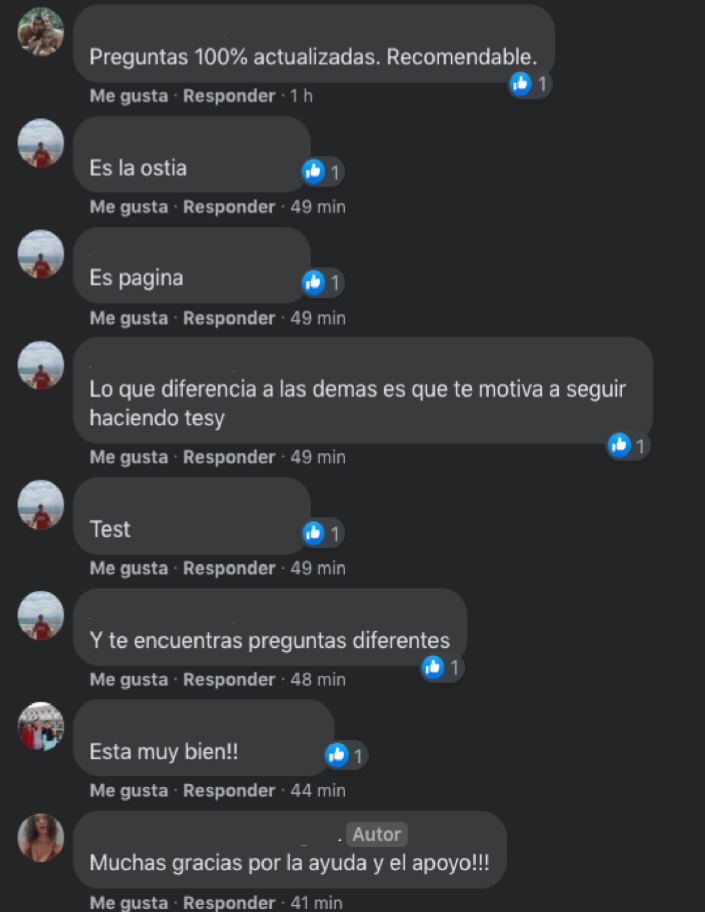 Preguntas 100% actualizadas. Recomendable.
1
Me gusta · Responder · 1 h
Es la ostia
1
Me gusta · Responder · 49 min
Es pagina
1
Me gusta · Responder · 49 min
Lo que diferencia a las demas es que te motiva a seguir
haciendo tesy
1
Me gusta · Responder · 49 min
Test
1
Me gusta · Responder · 49 min
Y te encuentras preguntas diferentes
1
Me gusta · Responder · 48 min
Esta muy bien!!
1
Me gusta · Responder · 44 min
Autor
Muchas gracias por la ayuda y el apoyo!!!
Me gusta · Responder · 41 min